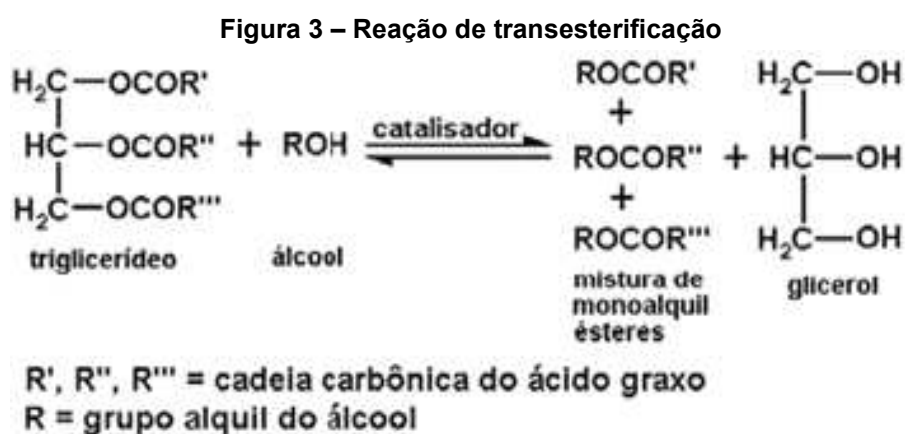 Figura 3 – Reação de transesterificação
H₂C—OCOR' ROCOR' H₂C—OH
+
HC—OCOR" + ROH catalisador ROCOR" + HC—OH
+
H₂C—OCOR''' ROCOR''' H₂C—OH
triglicerídeo álcool mistura de monoalquil ésteres glicerol
R', R", R''' = cadeia carbônica do ácido graxo
R = grupo alquil do álcool